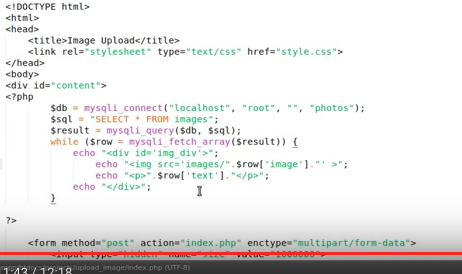 <!DOCTYPE html>
<html>
<head>
<title>Image Upload</title>
<link rel="stylesheet" type="text/css" href="style.css">
</head>
<body>
<div id="content">
<?php
$db = mysqli_connect("localhost", "root", "", "photos");
$sql = "SELECT * FROM images";
$result = mysqli_query($db, $sql);
while ($row = mysqli_fetch_array($result)) {
echo "<div id='img_div'>";
echo "<img src='images/".$row['image']."' >";
echo "<p>".$row['text']."</p>";
echo "</div>";
}
?>
<form method="post" action="index.php" enctype="multipart/form-data">
<input type="hidden" name="size" value="1000000">
1:43 / 12:18
upload_image/index.php (UTF-8)